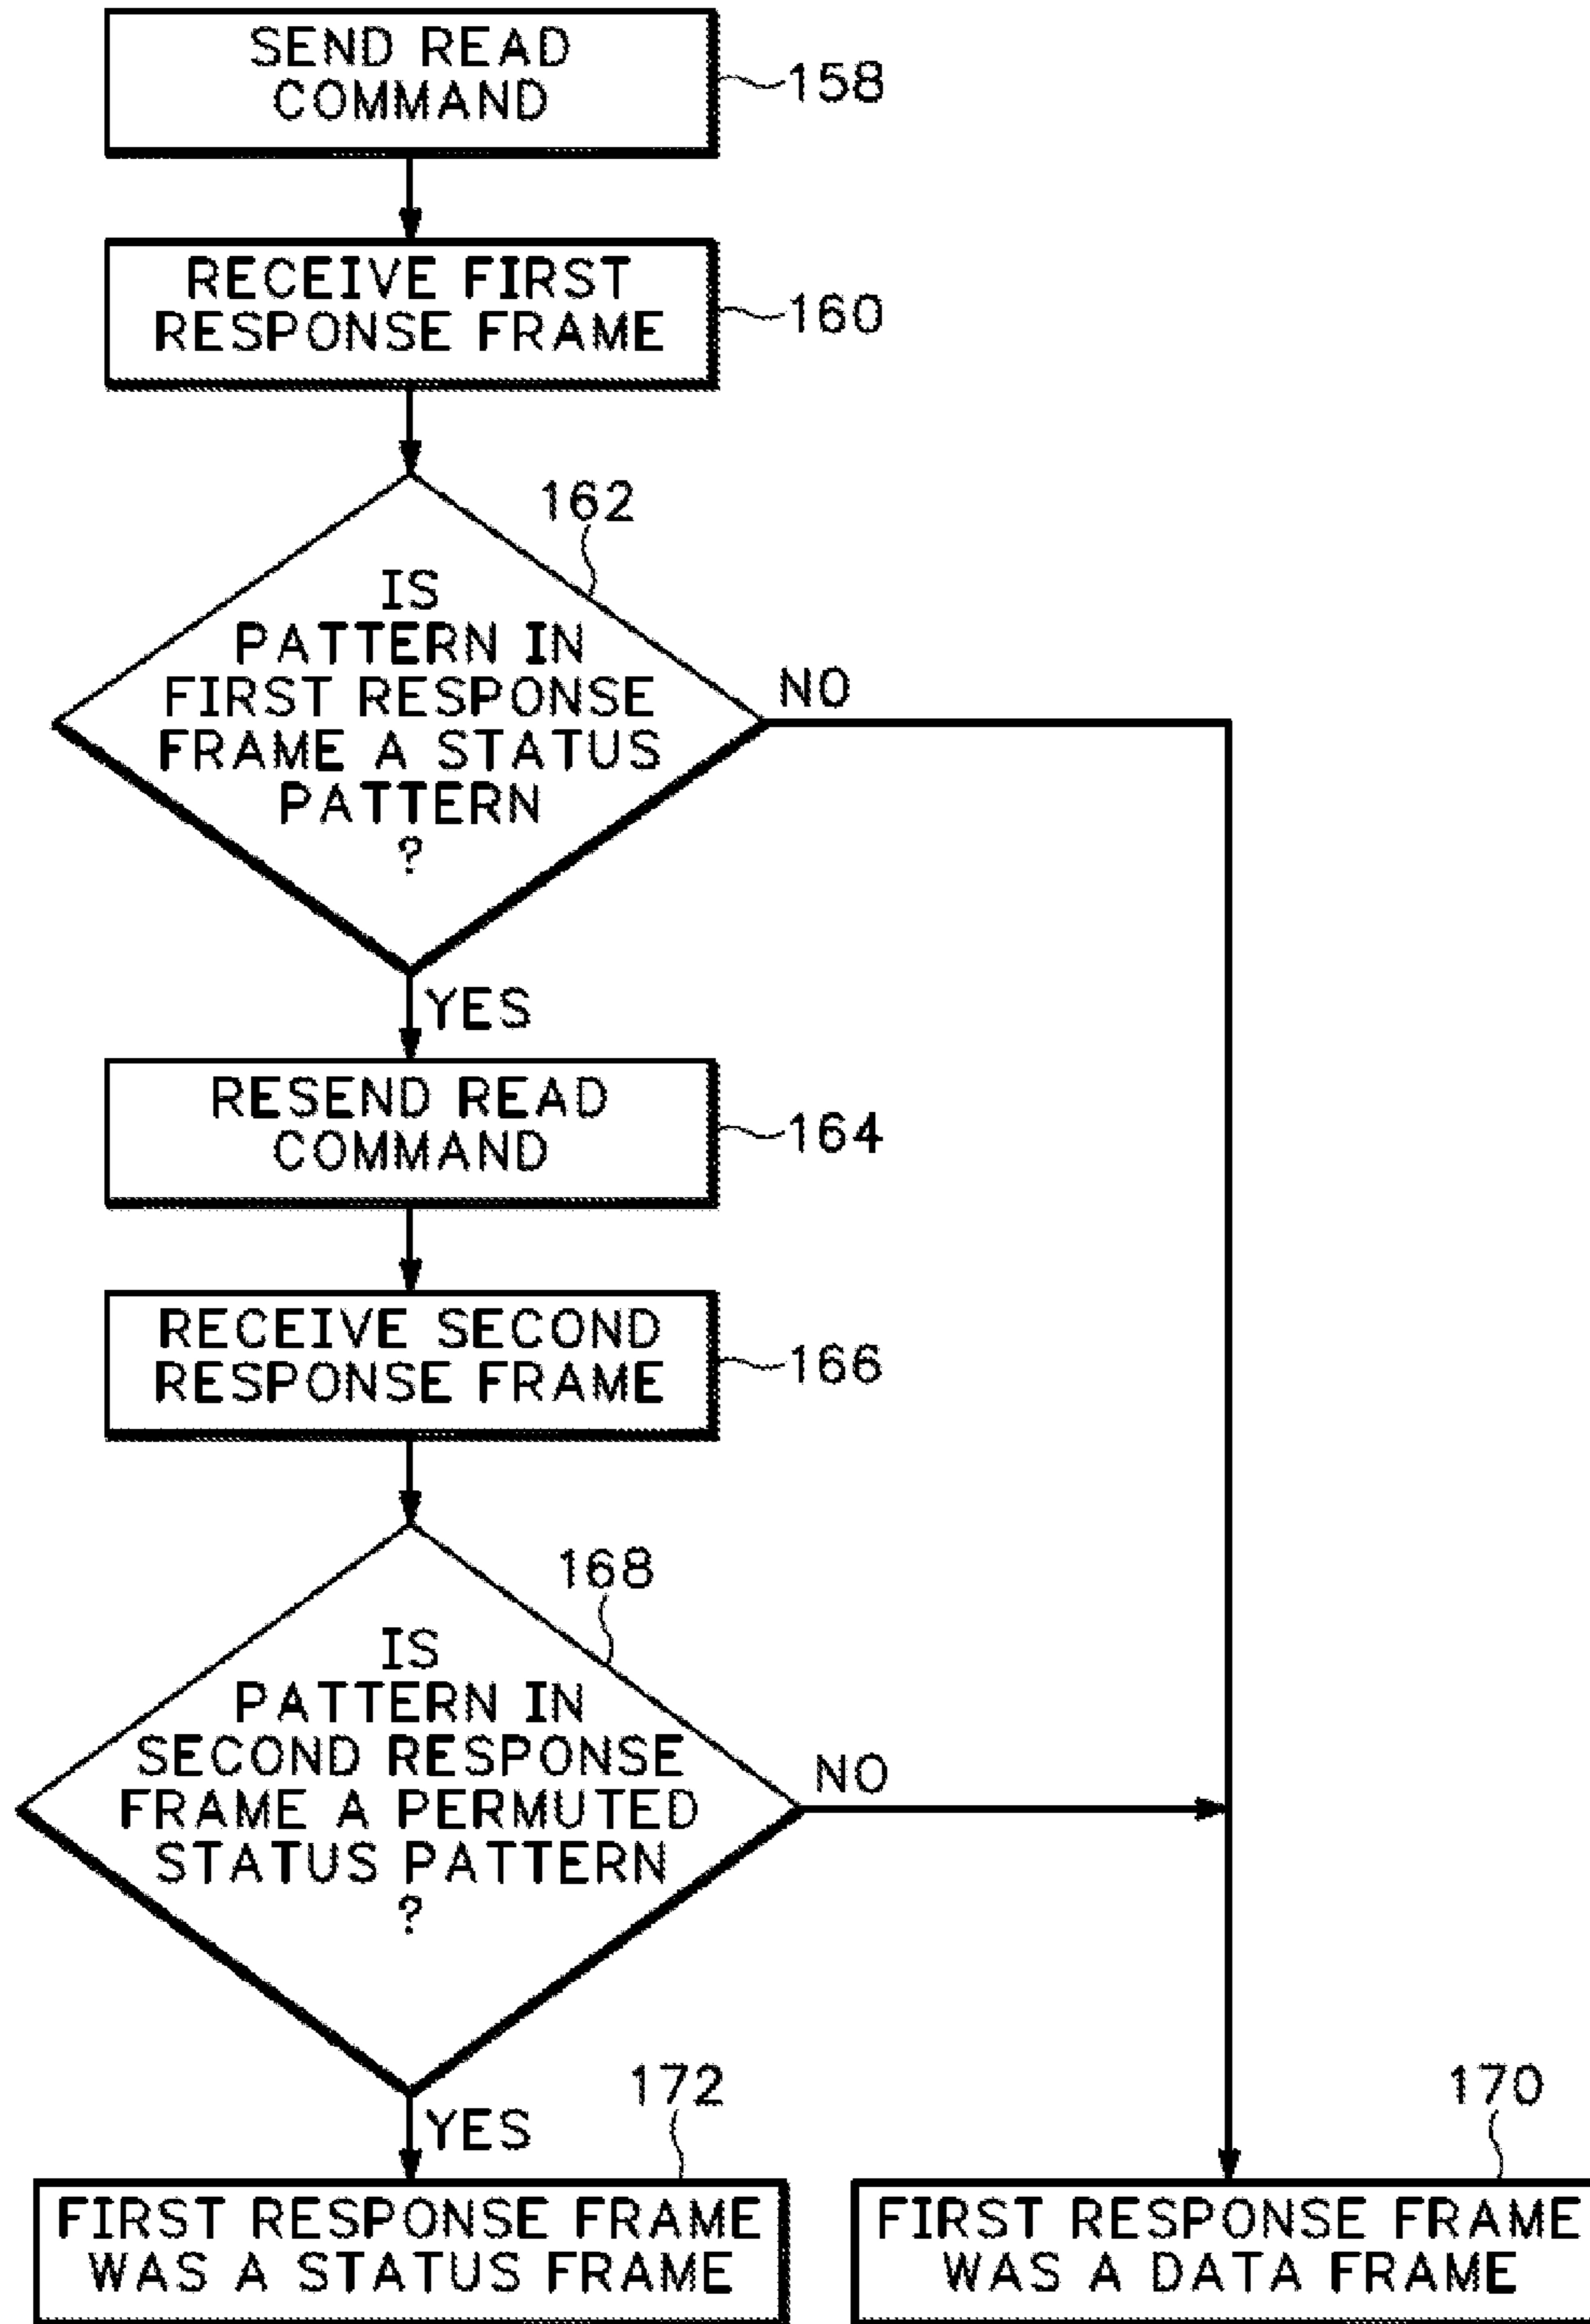 SEND READ
COMMAND
158
RECEIVE FIRST
RESPONSE FRAME
160
162
IS
PATTERN IN
FIRST RESPONSE
FRAME A STATUS
PATTERN
?
NO
YES
RESEND READ
COMMAND
164
RECEIVE SECOND
RESPONSE FRAME
166
168
IS
PATTERN IN
SECOND RESPONSE
FRAME A PERMUTED
STATUS PATTERN
?
NO
YES
172
FIRST RESPONSE FRAME
WAS A STATUS FRAME
170
FIRST RESPONSE FRAME
WAS A DATA FRAME